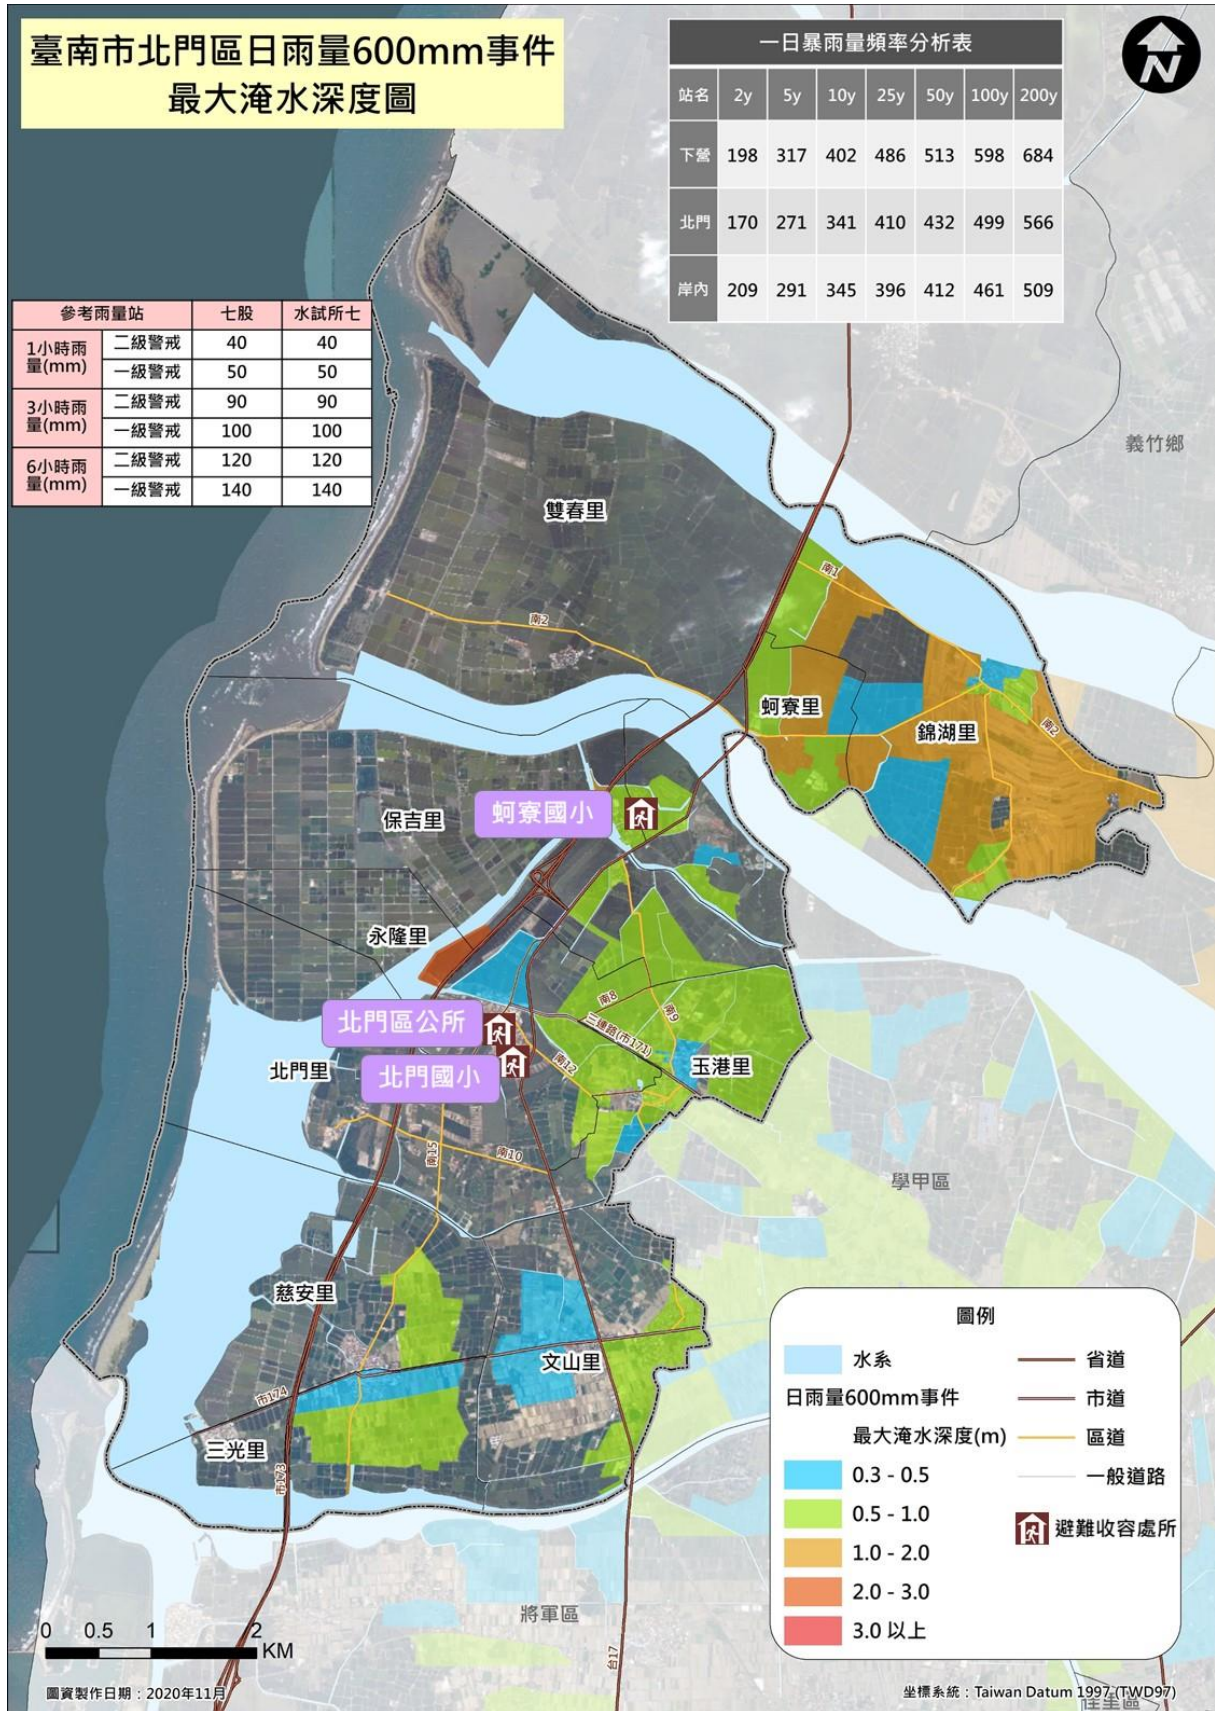 臺南市北門區日雨量600mm事件
最大淹水深度圖
一日暴雨量頻率分析表
站名 2y 5y 10y 25y 50y 100y 200y
下營 198 317 402 486 513 598 684
北門 170 271 341 410 432 499 566
岸內 209 291 345 396 412 461 509
N
參考雨量站 七股 水試所七
1小時雨量(mm) 二級警戒 40 40
一級警戒 50 50
3小時雨量(mm) 二級警戒 90 90
一級警戒 100 100
6小時雨量(mm) 二級警戒 120 120
一級警戒 140 140
義竹鄉
雙春里
南1
南2
蚵寮里
錦湖里
南2
蚵寮國小
保吉里
永隆里
南8
南9
北門區公所
三連路(市171)
北門里
北門國小
南12
玉港里
南15
南10
學甲區
慈安里
文山里
市174
三光里
市173
將軍區
台17
佳里區
圖例
水系
日雨量600mm事件
最大淹水深度(m)
0.3 - 0.5
0.5 - 1.0
1.0 - 2.0
2.0 - 3.0
3.0 以上
省道
市道
區道
一般道路
避難收容處所
0 0.5 1 2
KM
圖資製作日期：2020年11月
坐標系統：Taiwan Datum 1997 (TWD97)